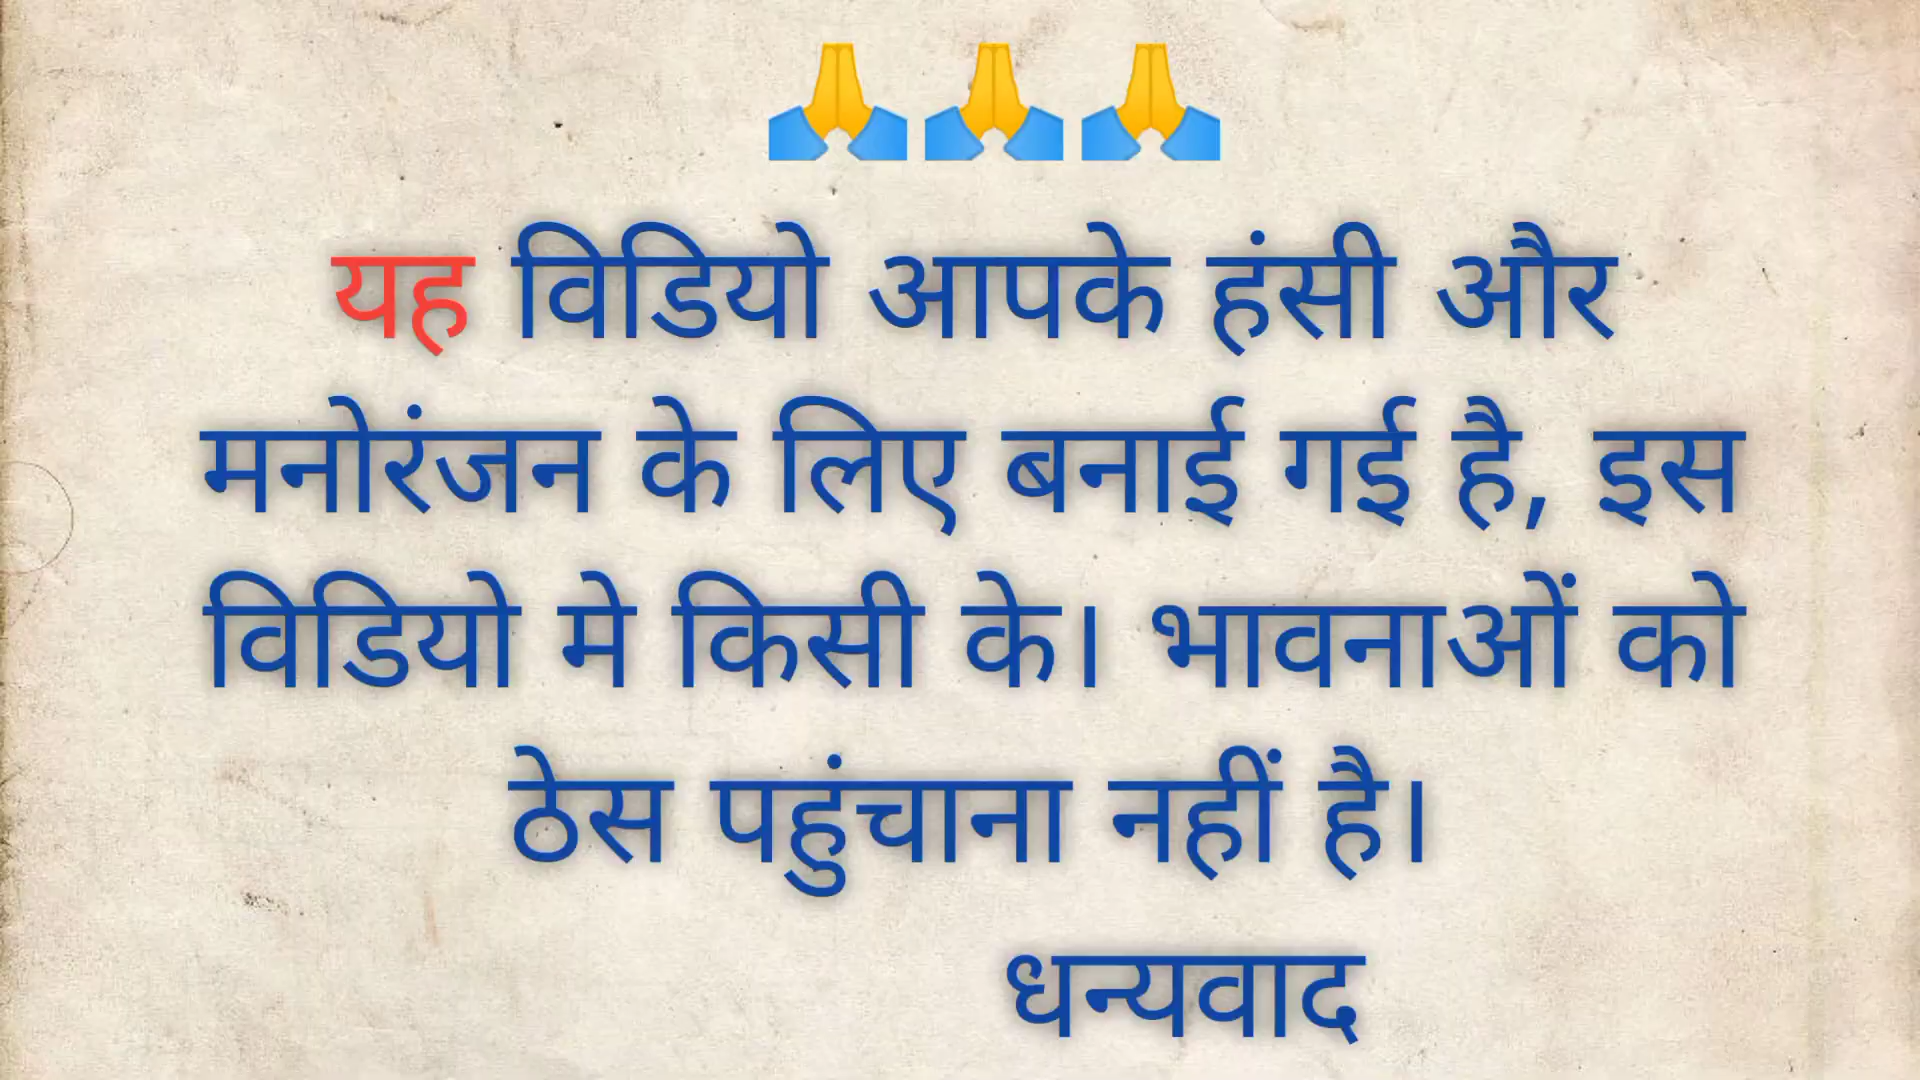 🙏🙏🙏
यह विडियो आपके हंसी और
मनोरंजन के लिए बनाई गई है, इस
विडियो मे किसी के। भावनाओं को
ठेस पहुंचाना नहीं है।
धन्यवाद